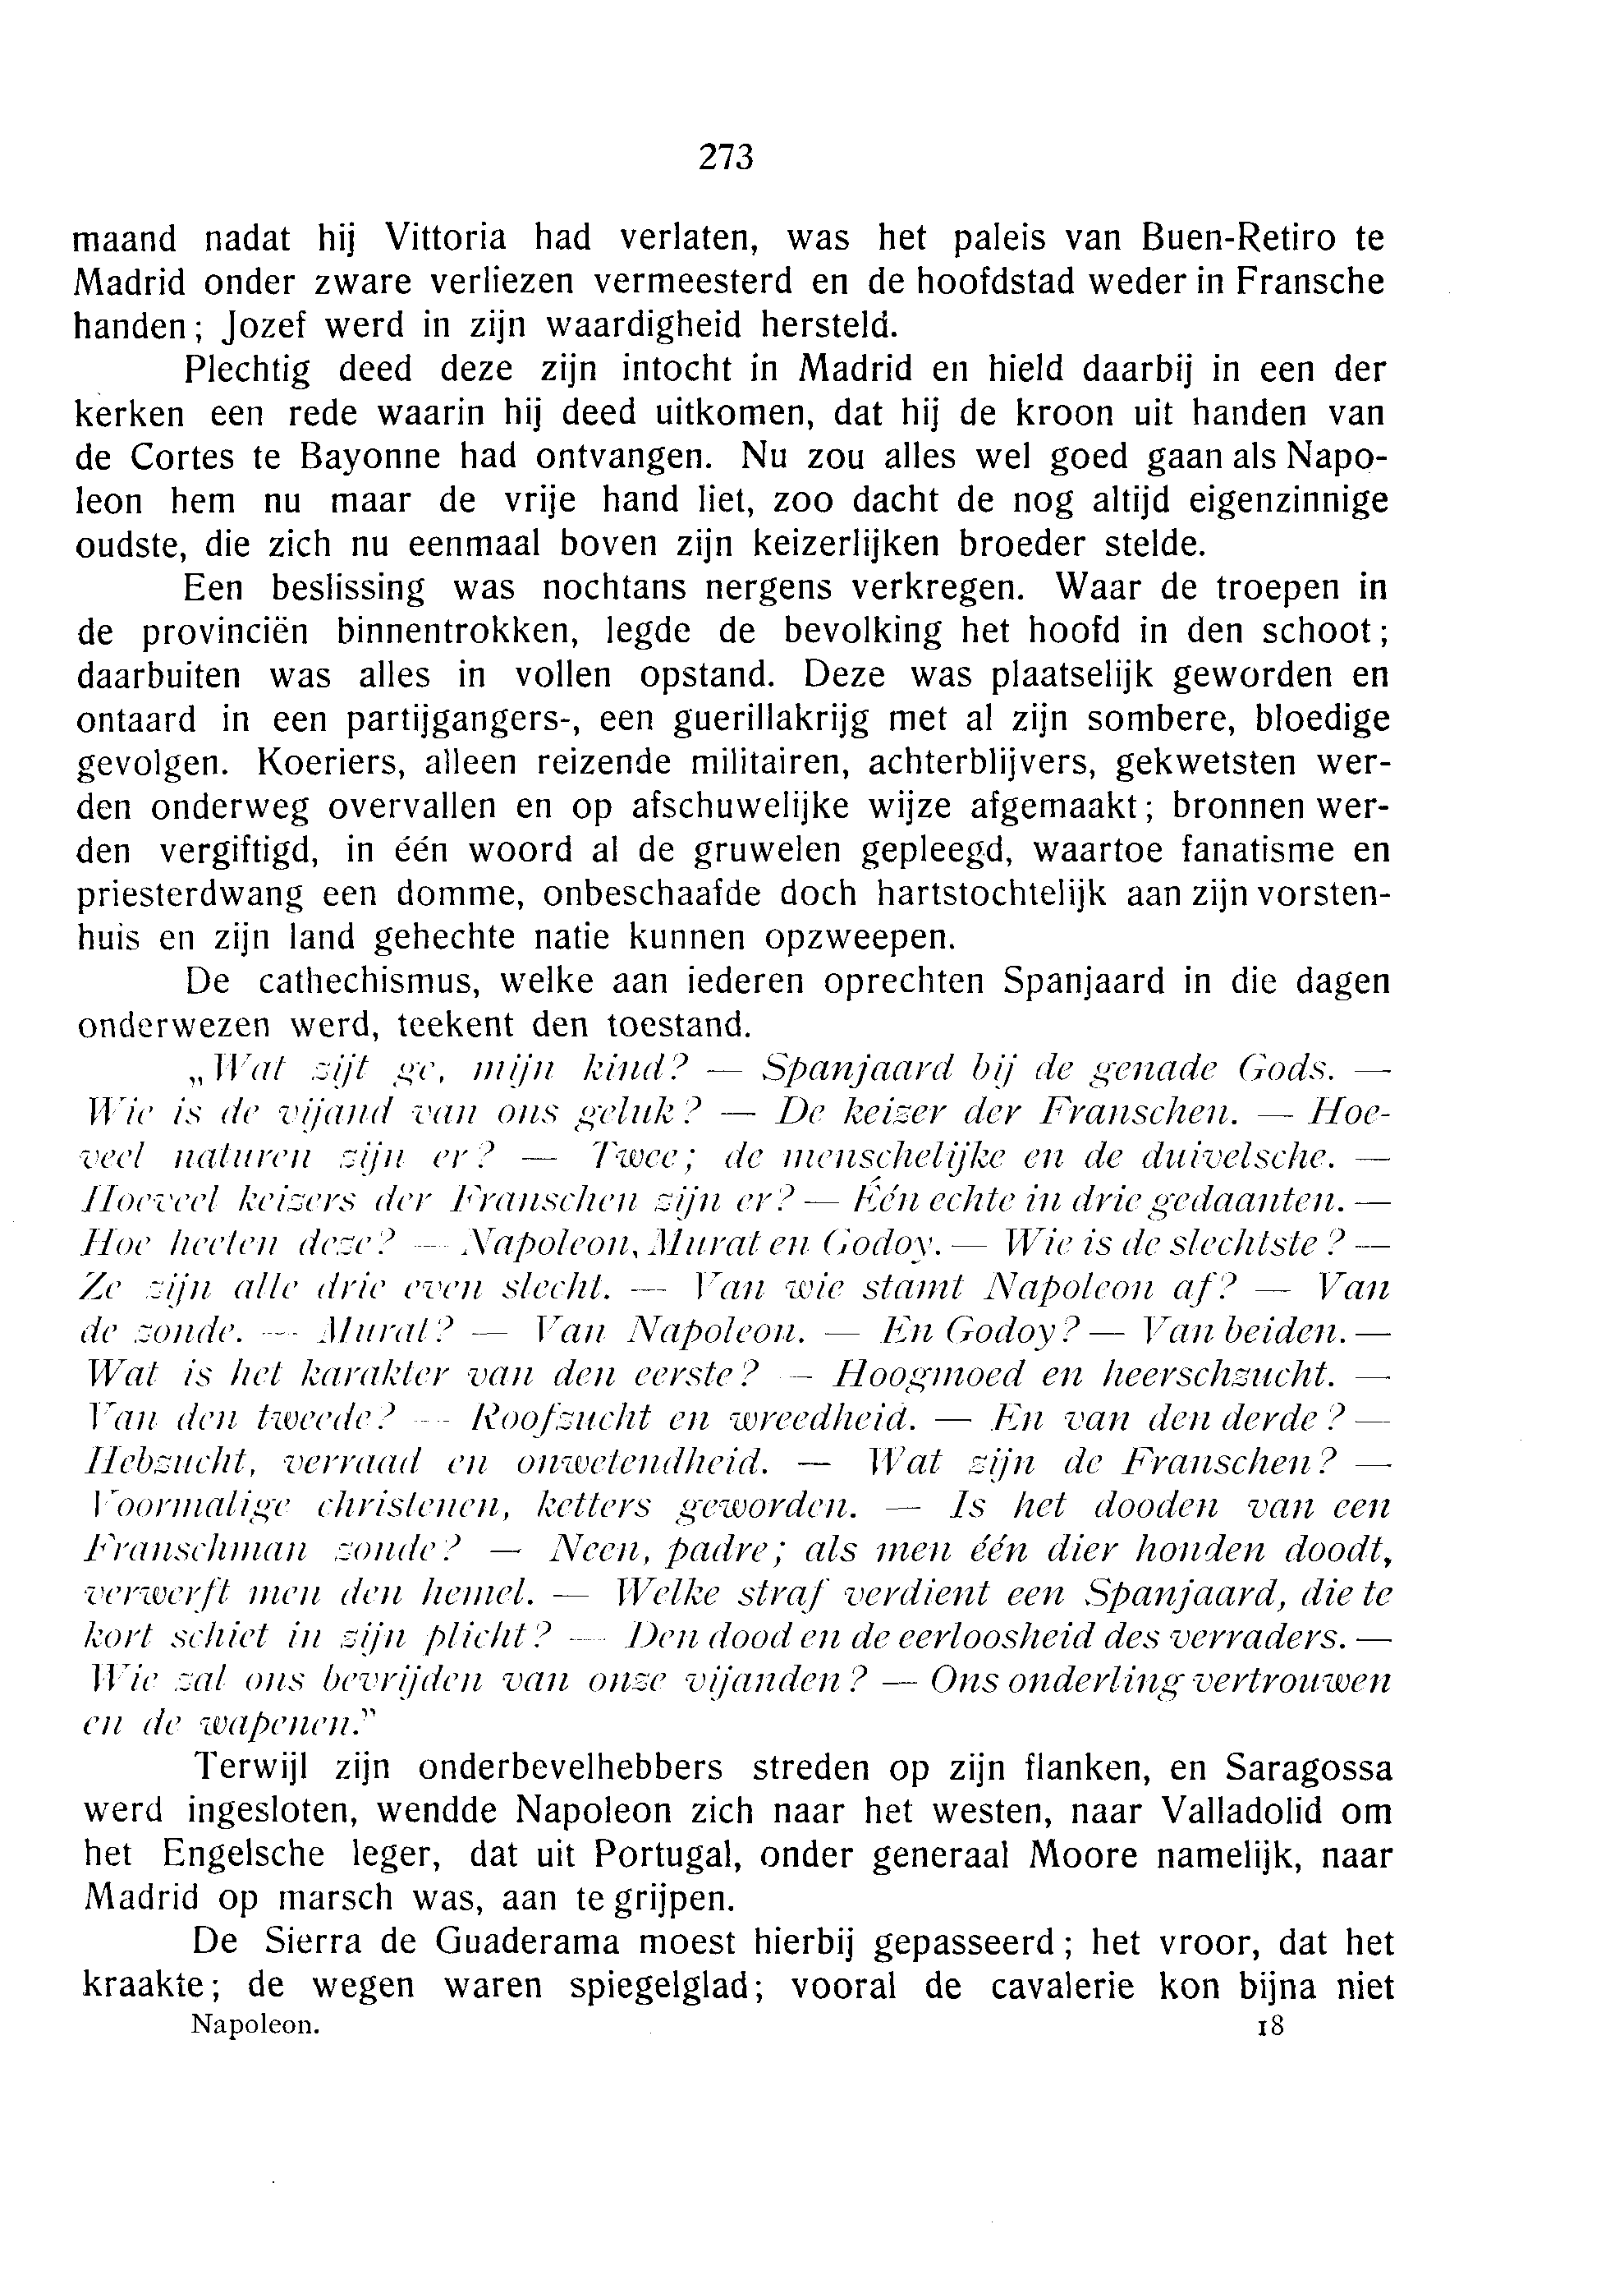 273
maand nadat hij Vittoria had verlaten, was het paleis van Buen-Retiro te
Madrid onder zware verliezen vermeesterd en de hoofdstad weder in Fransche
handen; Jozef werd in zijn waardigheid hersteld.
Plechtig deed deze zijn intocht in Madrid en hield daarbij in een der
kerken een rede waarin hij deed uitkomen, dat hij de kroon uit handen van
de Cortes te Bayonne had ontvangen. Nu zou alles wel goed gaan als Napo-
leon hem nu maar de vrije hand liet, zoo dacht de nog altijd eigenzinnige
oudste, die zich nu eenmaal boven zijn keizerlijken broeder stelde.
Een beslissing was nochtans nergens verkregen. Waar de troepen in
de provinciën binnentrokken, legde de bevolking het hoofd in den schoot;
daarbuiten was alles in vollen opstand. Deze was plaatselijk geworden en
ontaard in een partijgangers-, een guerillakrijg met al zijn sombere, bloedige
gevolgen. Koeriers, alleen reizende militairen, achterblijvers, gekwetsten wer-
den onderweg overvallen en op afschuwelijke wijze afgemaakt; bronnen wer-
den vergiftigd, in één woord al de gruwelen gepleegd, waartoe fanatisme en
priesterdwang een domme, onbeschaafde doch hartstochtelijk aan zijn vorsten-
huis en zijn land gehechte natie kunnen opzweepen.
De cathechismus, welke aan iederen oprechten Spanjaard in die dagen
onderwezen werd, teekent den toestand.
„Wat zijt ge, mijn kind? — Spanjaard bij de genade Gods. —
Wie is de vijand van ons geluk? — De keizer der Franschen. — Hoe-
veel naturen zijn er? — Twee; de menschelijke en de duivelsche. —
Hoeveel keizers der Franschen zijn er? — Één echte in drie gedaanten. —
Hoe heeten deze? — Napoleon, Murat en Godoy. — Wie is de slechtste? —
Ze zijn alle drie even slecht. — Van wie stamt Napoleon af? — Van
de zonde. — Murat? — Van Napoleon. — En Godoy? — Van beiden. —
Wat is het karakter van den eerste? — Hoogmoed en heerschzucht. —
Van den tweede? — Roofzucht en wreedheid. — En van den derde? —
Hebzucht, verraad en onwetendheid. — Wat zijn de Franschen? —
Voormalige christenen, ketters geworden. — Is het dooden van een
Franschman zonde? — Neen, padre; als men één dier honden doodt,
verwerft men den hemel. — Welke straf verdient een Spanjaard, die te
kort schiet in zijn plicht? — Den dood en de eerloosheid des verraders. —
Wie zal ons bevrijden van onze vijanden? — Ons onderling vertrouwen
en de wapenen."
Terwijl zijn onderbevelhebbers streden op zijn flanken, en Saragossa
werd ingesloten, wendde Napoleon zich naar het westen, naar Valladolid om
het Engelsche leger, dat uit Portugal, onder generaal Moore namelijk, naar
Madrid op marsch was, aan te grijpen.
De Sierra de Guaderama moest hierbij gepasseerd; het vroor, dat het
kraakte; de wegen waren spiegelglad; vooral de cavalerie kon bijna niet
Napoleon. 18